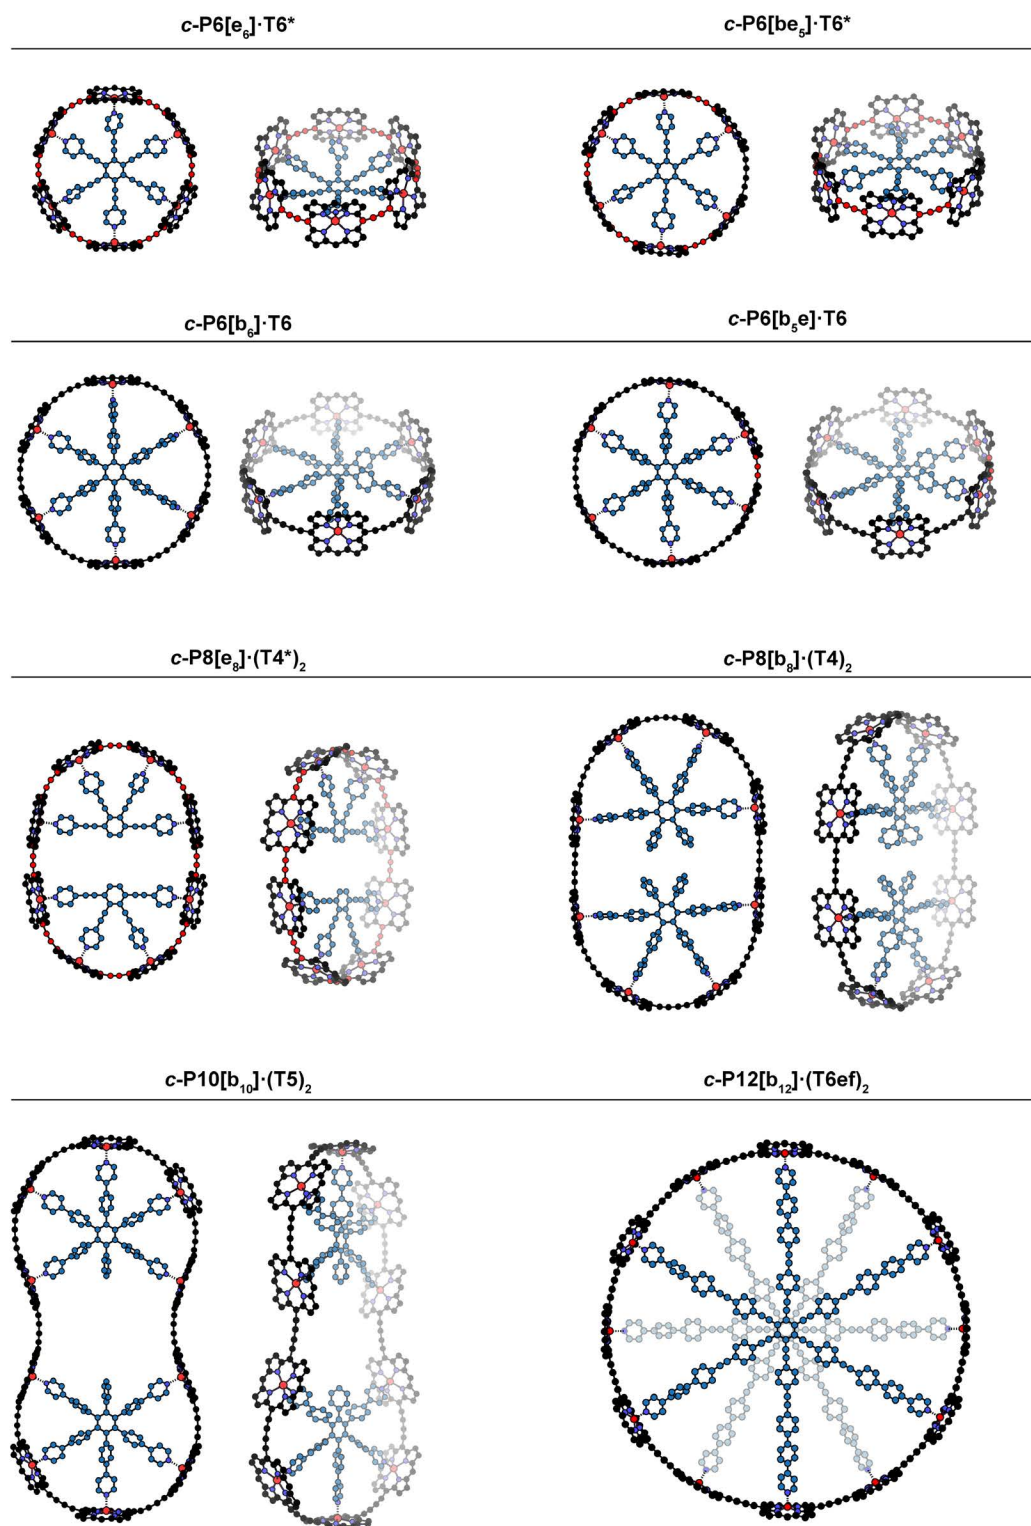 c-P6[e₆]·T6*
c-P6[be₅]·T6*
c-P6[b₆]·T6
c-P6[b₅e]·T6
c-P8[e₈]·(T4*)₂
c-P8[b₈]·(T4)₂
c-P10[b₁₀]·(T5)₂
c-P12[b₁₂]·(T6ef)₂